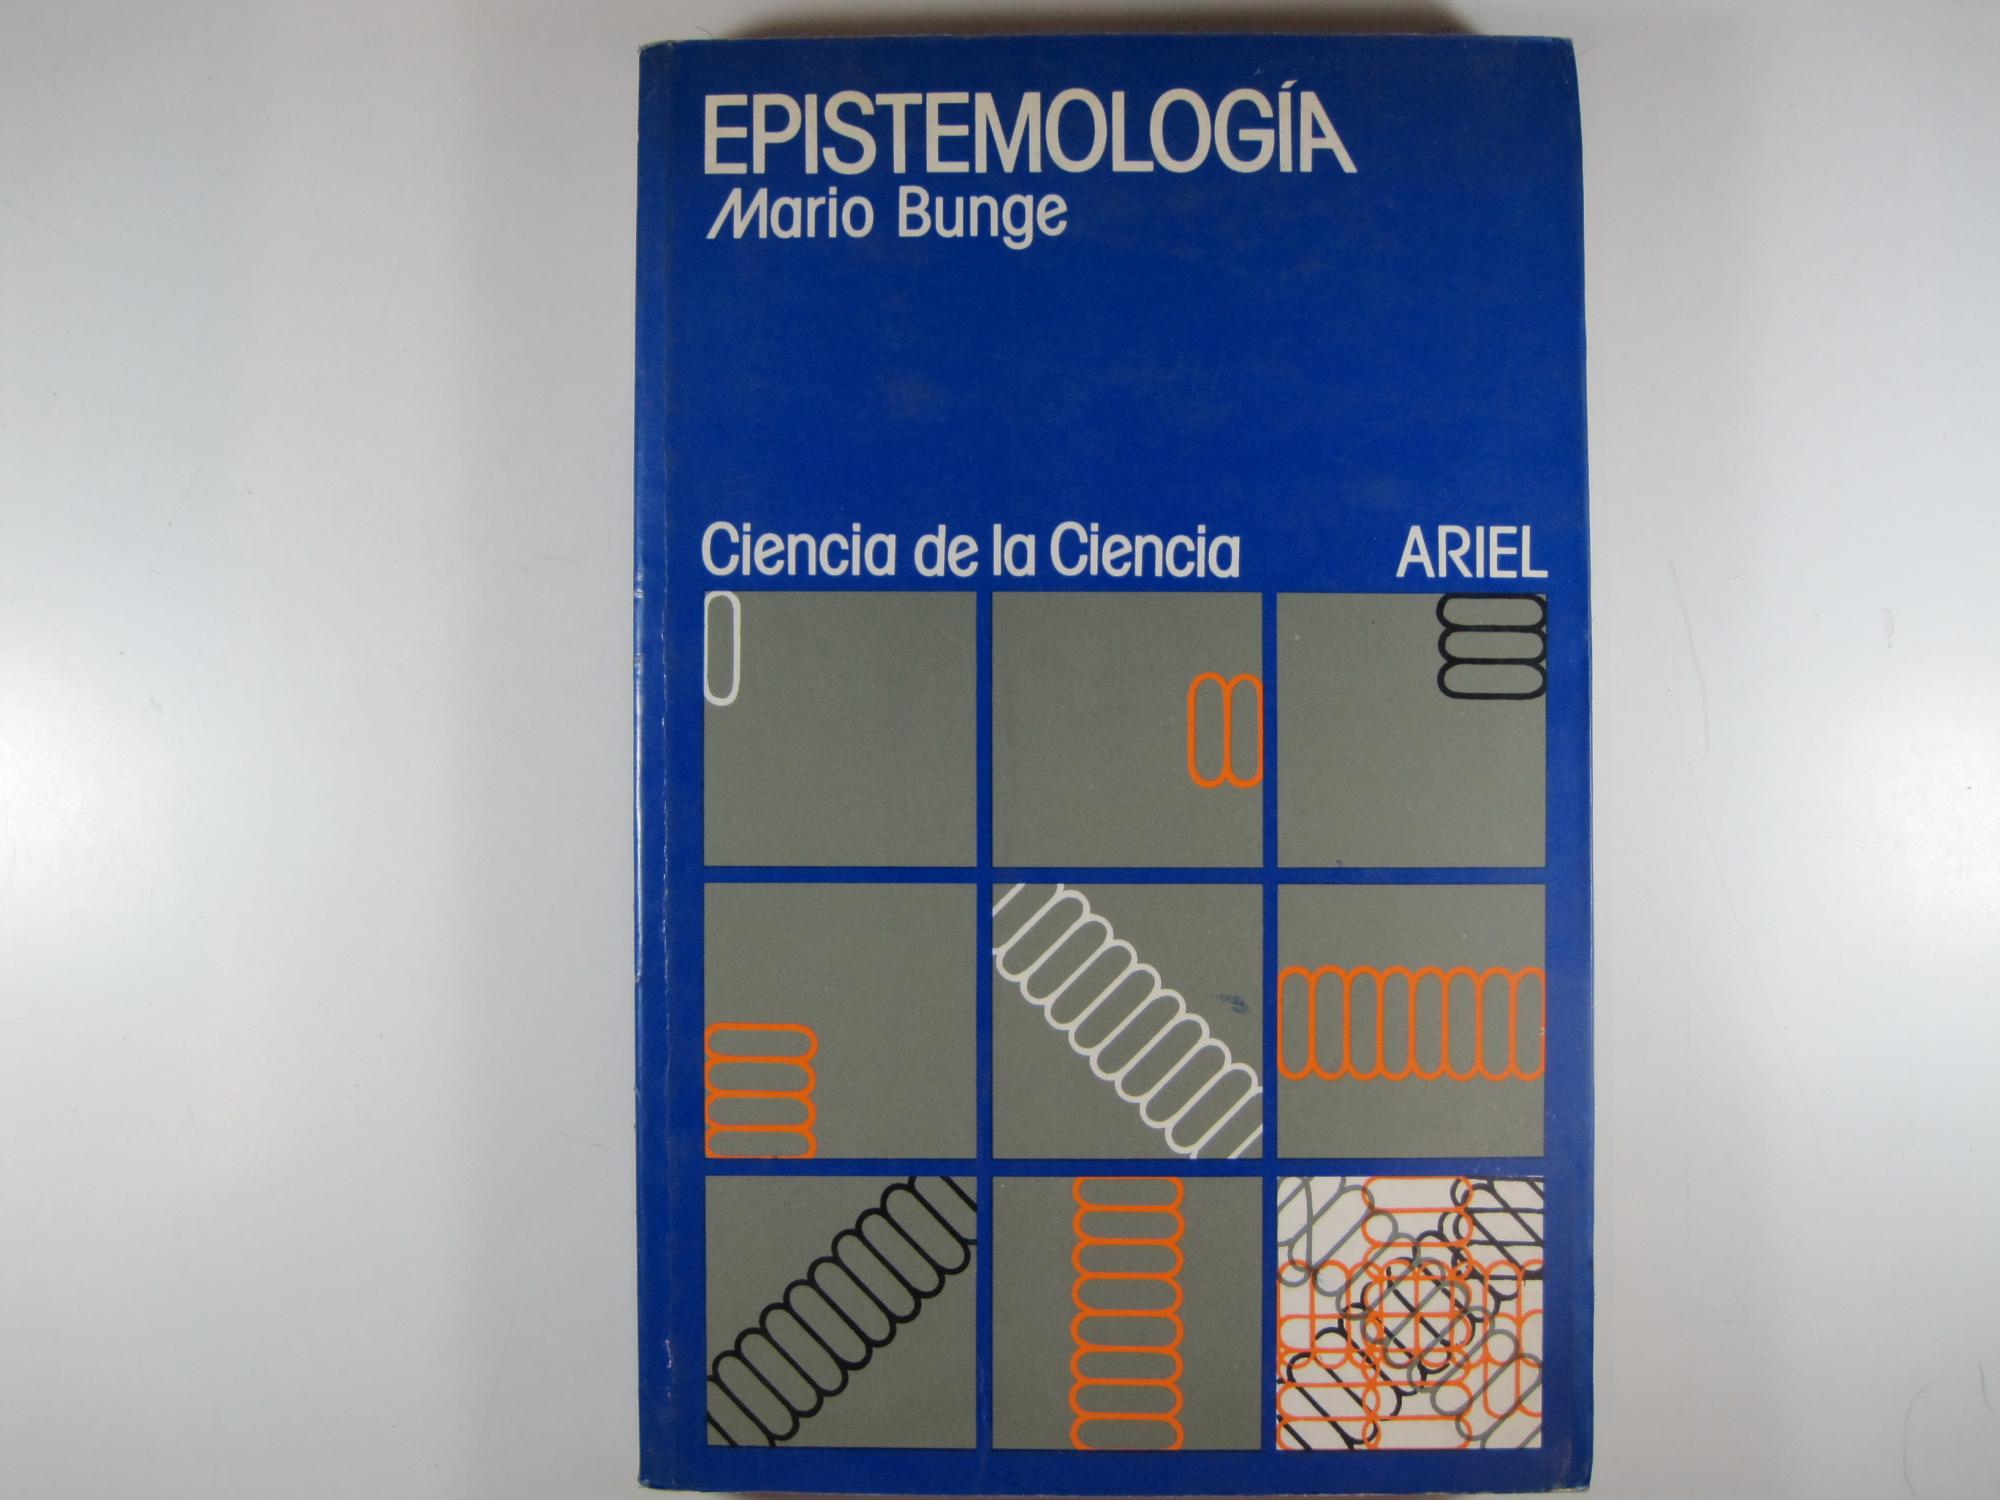 EPISTEMOLOGÍA
Mario Bunge
Ciencia de la Ciencia ARIEL